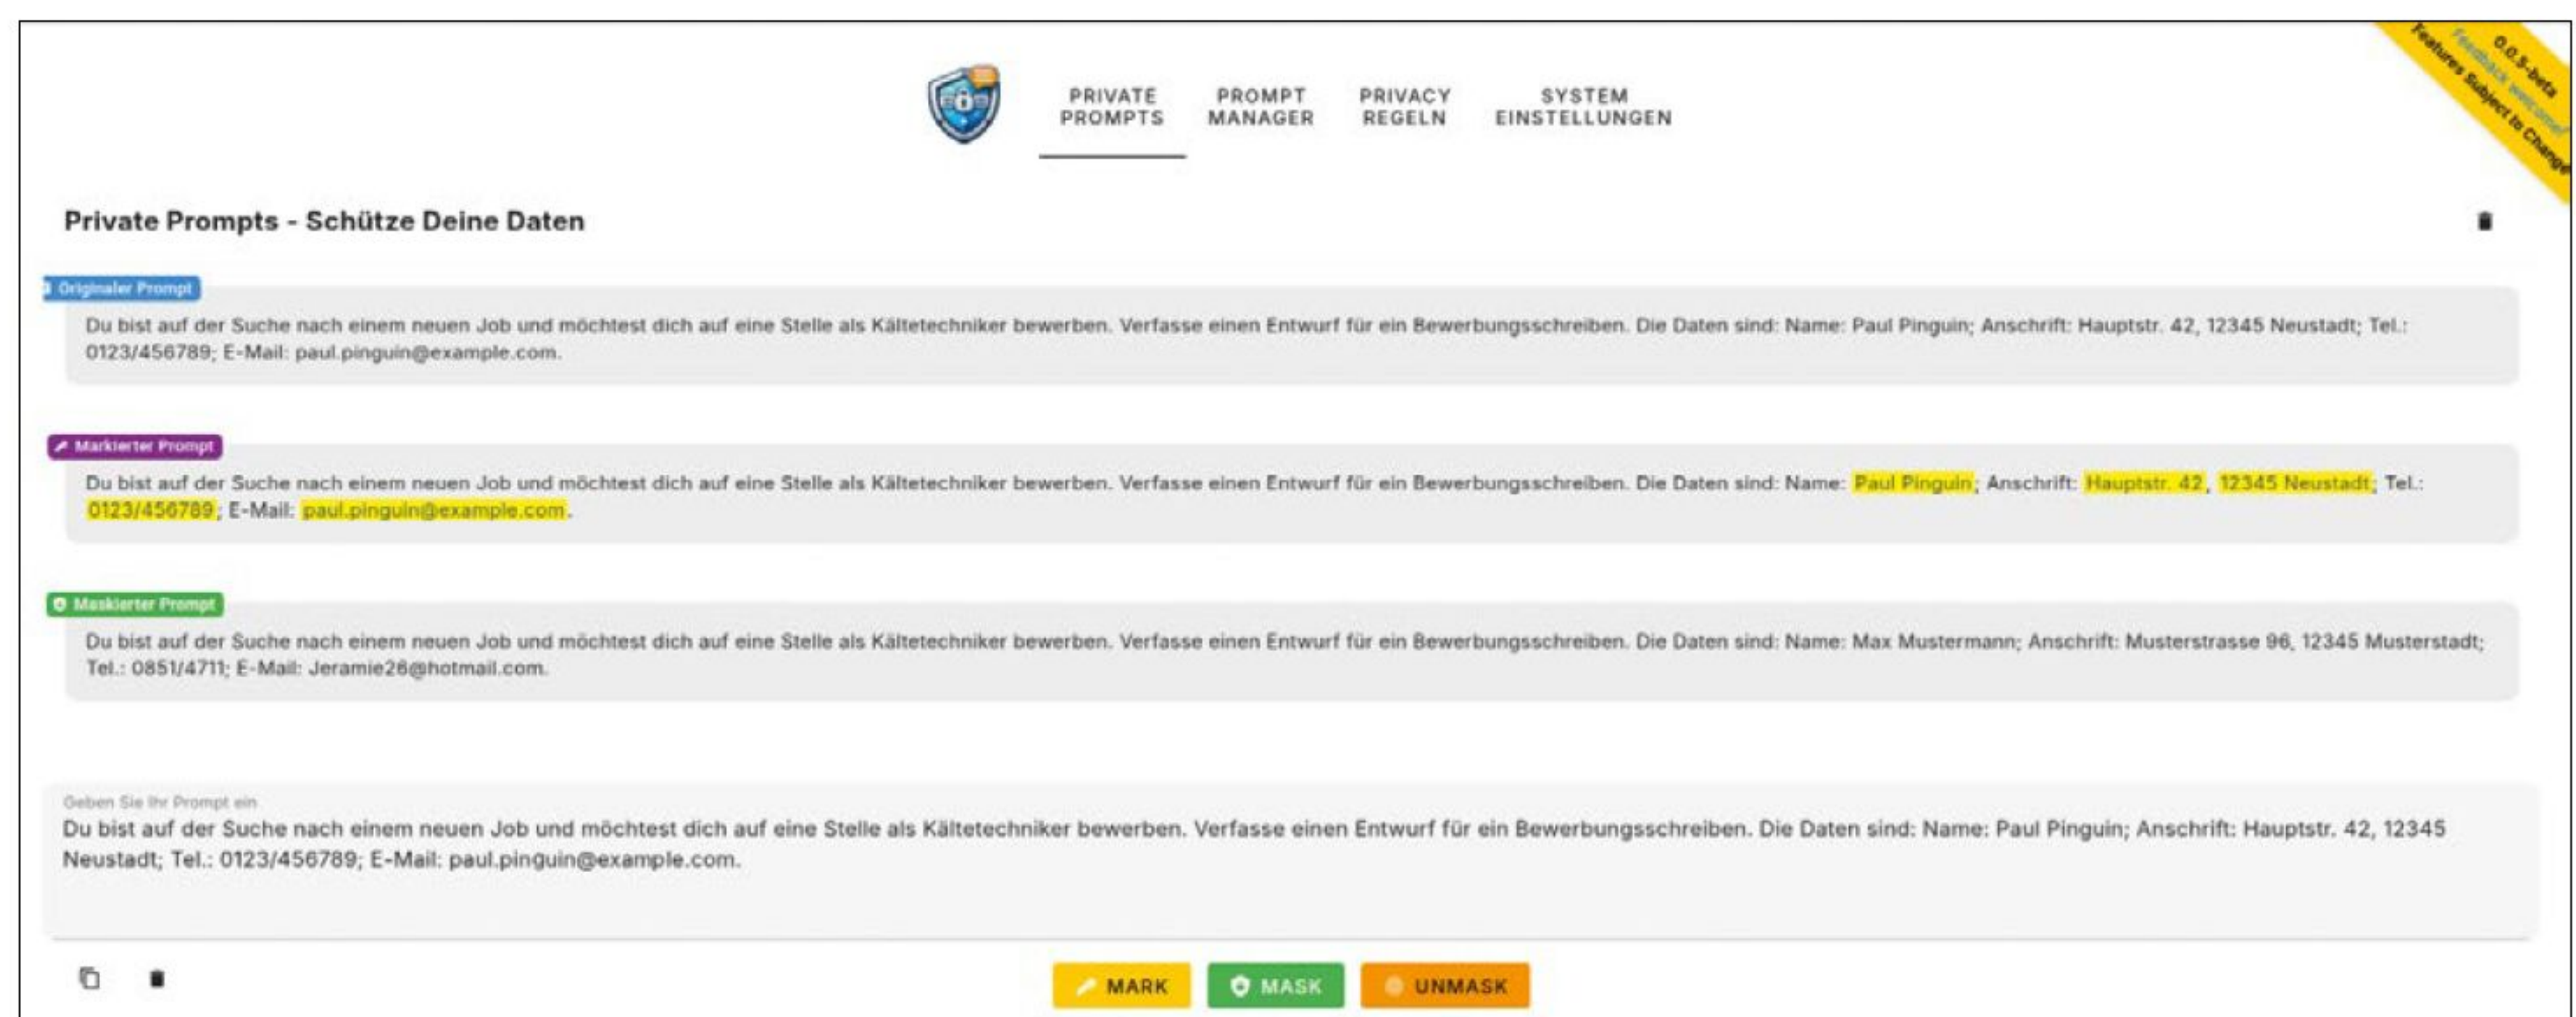 0.0.5-beta
Feedback welcome!
Features Subject to Change
PRIVATE
PROMPTS
PROMPT
MANAGER
PRIVACY
REGELN
SYSTEM
EINSTELLUNGEN
Private Prompts - Schütze Deine Daten
Originaler Prompt
Du bist auf der Suche nach einem neuen Job und möchtest dich auf eine Stelle als Kältetechniker bewerben. Verfasse einen Entwurf für ein Bewerbungsschreiben. Die Daten sind: Name: Paul Pinguin; Anschrift: Hauptstr. 42, 12345 Neustadt; Tel.:
0123/456789; E-Mail: paul.pinguin@example.com.
Markierter Prompt
Du bist auf der Suche nach einem neuen Job und möchtest dich auf eine Stelle als Kältetechniker bewerben. Verfasse einen Entwurf für ein Bewerbungsschreiben. Die Daten sind: Name: Paul Pinguin; Anschrift: Hauptstr. 42, 12345 Neustadt; Tel.:
0123/456789; E-Mail: paul.pinguin@example.com.
Maskierter Prompt
Du bist auf der Suche nach einem neuen Job und möchtest dich auf eine Stelle als Kältetechniker bewerben. Verfasse einen Entwurf für ein Bewerbungsschreiben. Die Daten sind: Name: Max Mustermann; Anschrift: Musterstrasse 96, 12345 Musterstadt;
Tel.: 0851/4711; E-Mail: Jeramie26@hotmail.com.
Geben Sie Ihr Prompt ein
Du bist auf der Suche nach einem neuen Job und möchtest dich auf eine Stelle als Kältetechniker bewerben. Verfasse einen Entwurf für ein Bewerbungsschreiben. Die Daten sind: Name: Paul Pinguin; Anschrift: Hauptstr. 42, 12345
Neustadt; Tel.: 0123/456789; E-Mail: paul.pinguin@example.com.
MARK
MASK
UNMASK